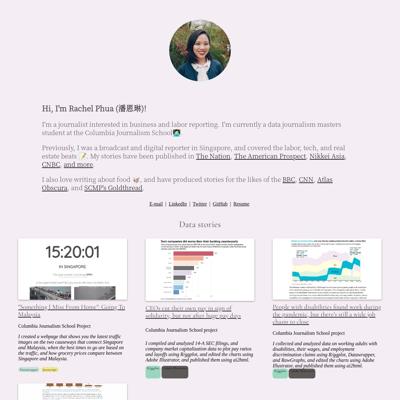 Hi, I'm Rachel Phua (潘恩琳)!
I'm a journalist interested in business and labor reporting. I'm currently a data journalism masters
student at the Columbia Journalism School
Previously, I was a broadcast and digital reporter in Singapore, and covered the labor, tech, and real
estate beats 📝. My stories have been published in The Nation, The American Prospect, Nikkei Asia,
CNBC, and more.
I also love writing about food 🥘, and have produced stories for the likes of the BBC, CNN, Atlas
Obscura, and SCMP's Goldthread.
E-mail | LinkedIn | Twitter | GitHub | Resume
Data stories
15:20:01
IN SINGAPORE
"Something I Miss From Home": Going To
Malaysia
Columbia Journalism School Project
I created a webpage that shows you the latest traffic
images on the two causeways that connect Singapore
and Malaysia, when the best times to go are based on
the traffic, and how grocery prices compare between
Singapore and Malaysia.
CEOs cut their own pay in sign of
solidarity, but not after huge pay days
Columbia Journalism School project
I compiled and analyzed 14-A SEC filings, and
company market capitalization data to plot pay ratios
and layoffs using R/ggplot, and edited the charts using
Adobe Illustrator, and published them using ai2html.
People with disabilities found work during
the pandemic, but there's still a wide job
chasm to close
Columbia Journalism School project
I collected and analyzed data on working adults with
disabilities, their wages, and employment
discrimination claims using R/ggplot, Datawrapper,
and RawGraphs, and edited the charts using Adobe
Illustrator, and published them using ai2html.